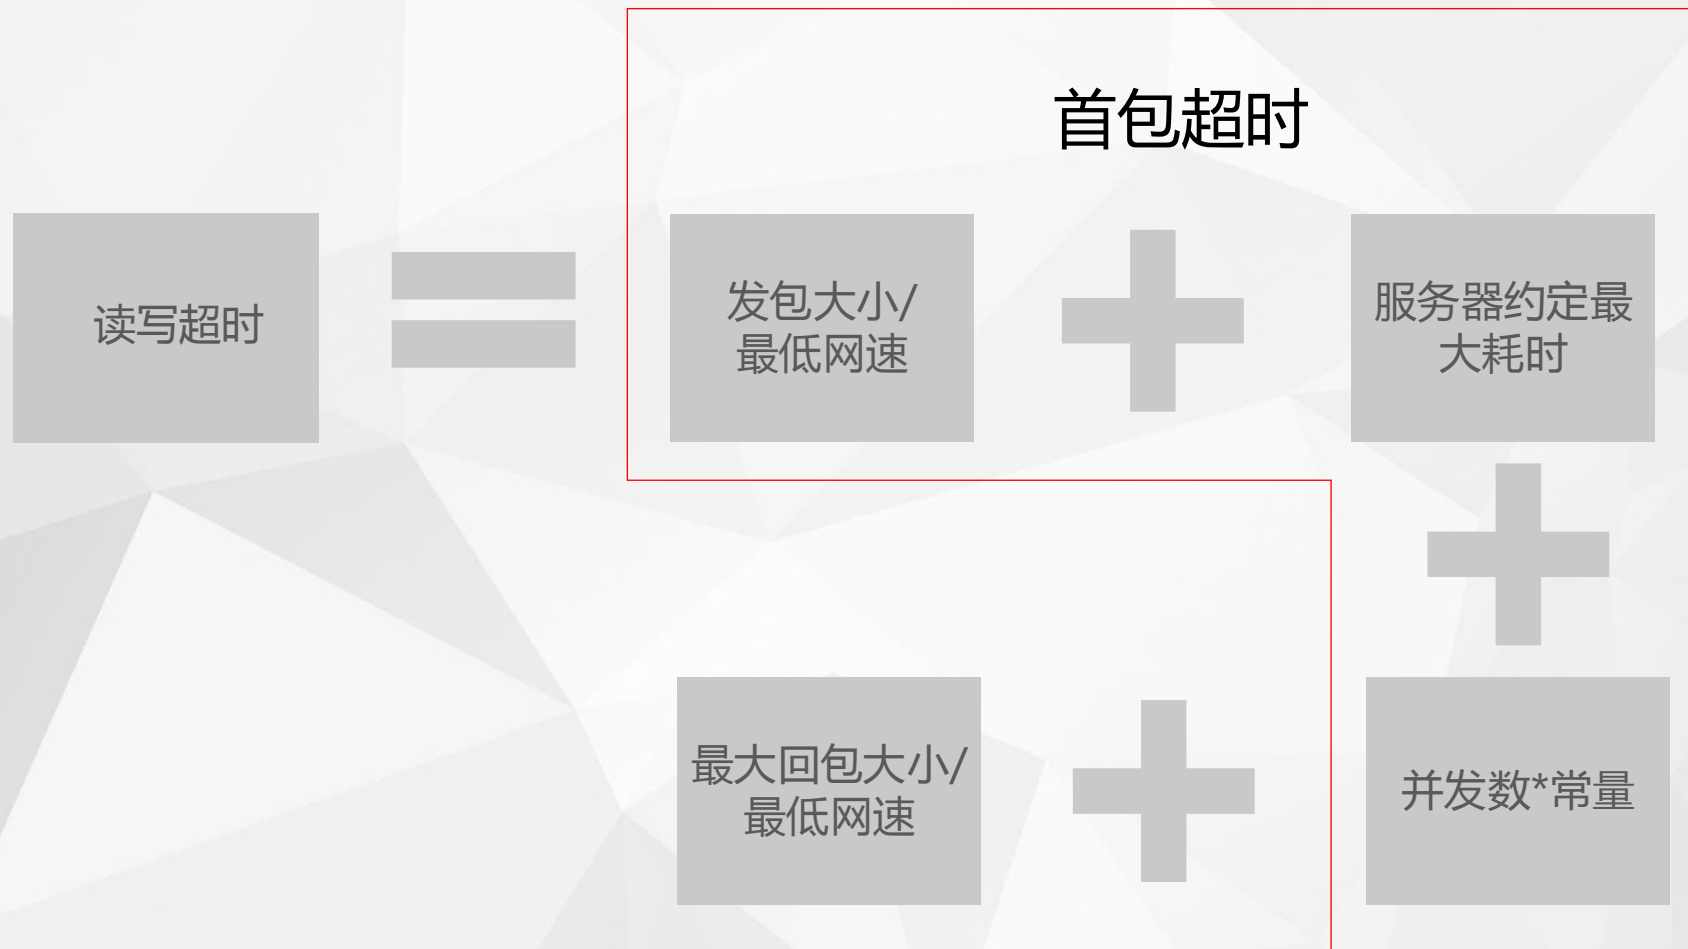 首包超时
读写超时
发包大小/
最低网速
服务器约定最
大耗时
最大回包大小/
最低网速
并发数*常量